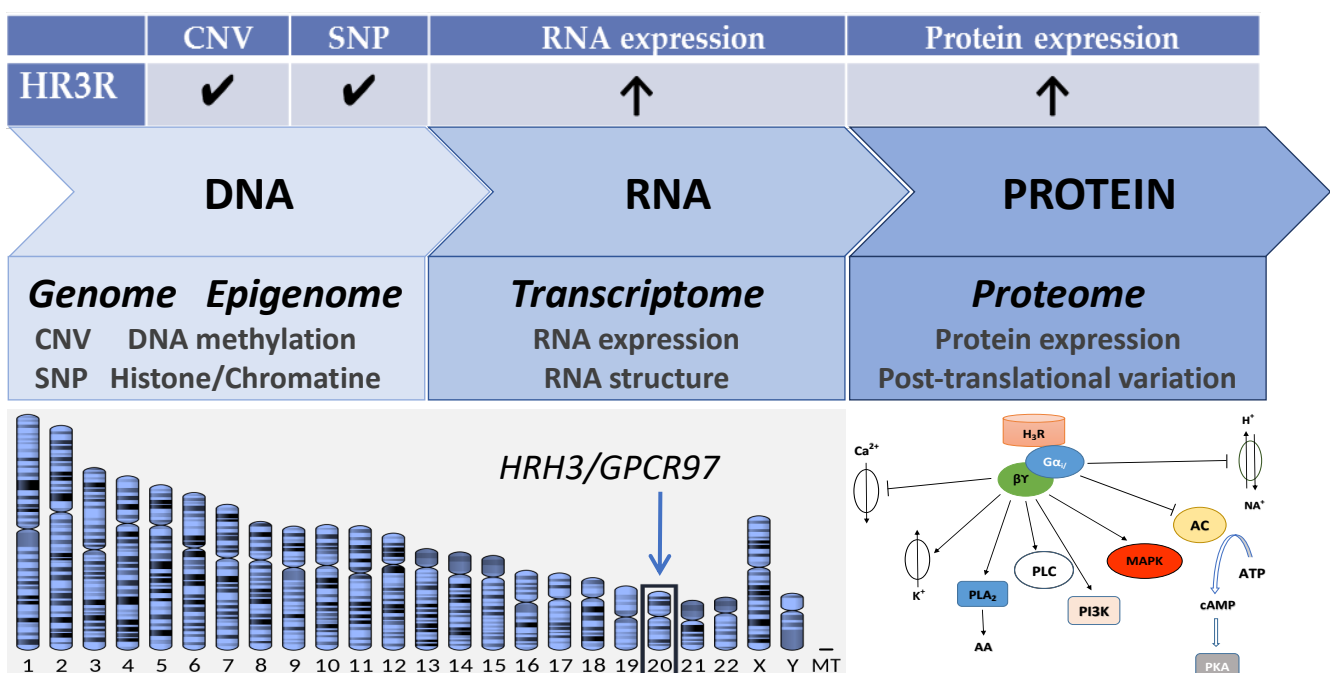 CNV SNP RNA expression Protein expression
HR3R ✔ ✔ ↑ ↑
DNA RNA PROTEIN
Genome Epigenome Transcriptome Proteome
CNV DNA methylation RNA expression Protein expression
SNP Histone/Chromatine RNA structure Post-translational variation
HRH3/GPCR97
1 2 3 4 5 6 7 8 9 10 11 12 13 14 15 16 17 18 19 20 21 22 X Y MT
H₃R
Gαᵢ/
βϒ
Ca²⁺
H⁺
NA⁺
K⁺
PLA₂
AA
PLC
PI3K
MAPK
AC
ATP
cAMP
PKA